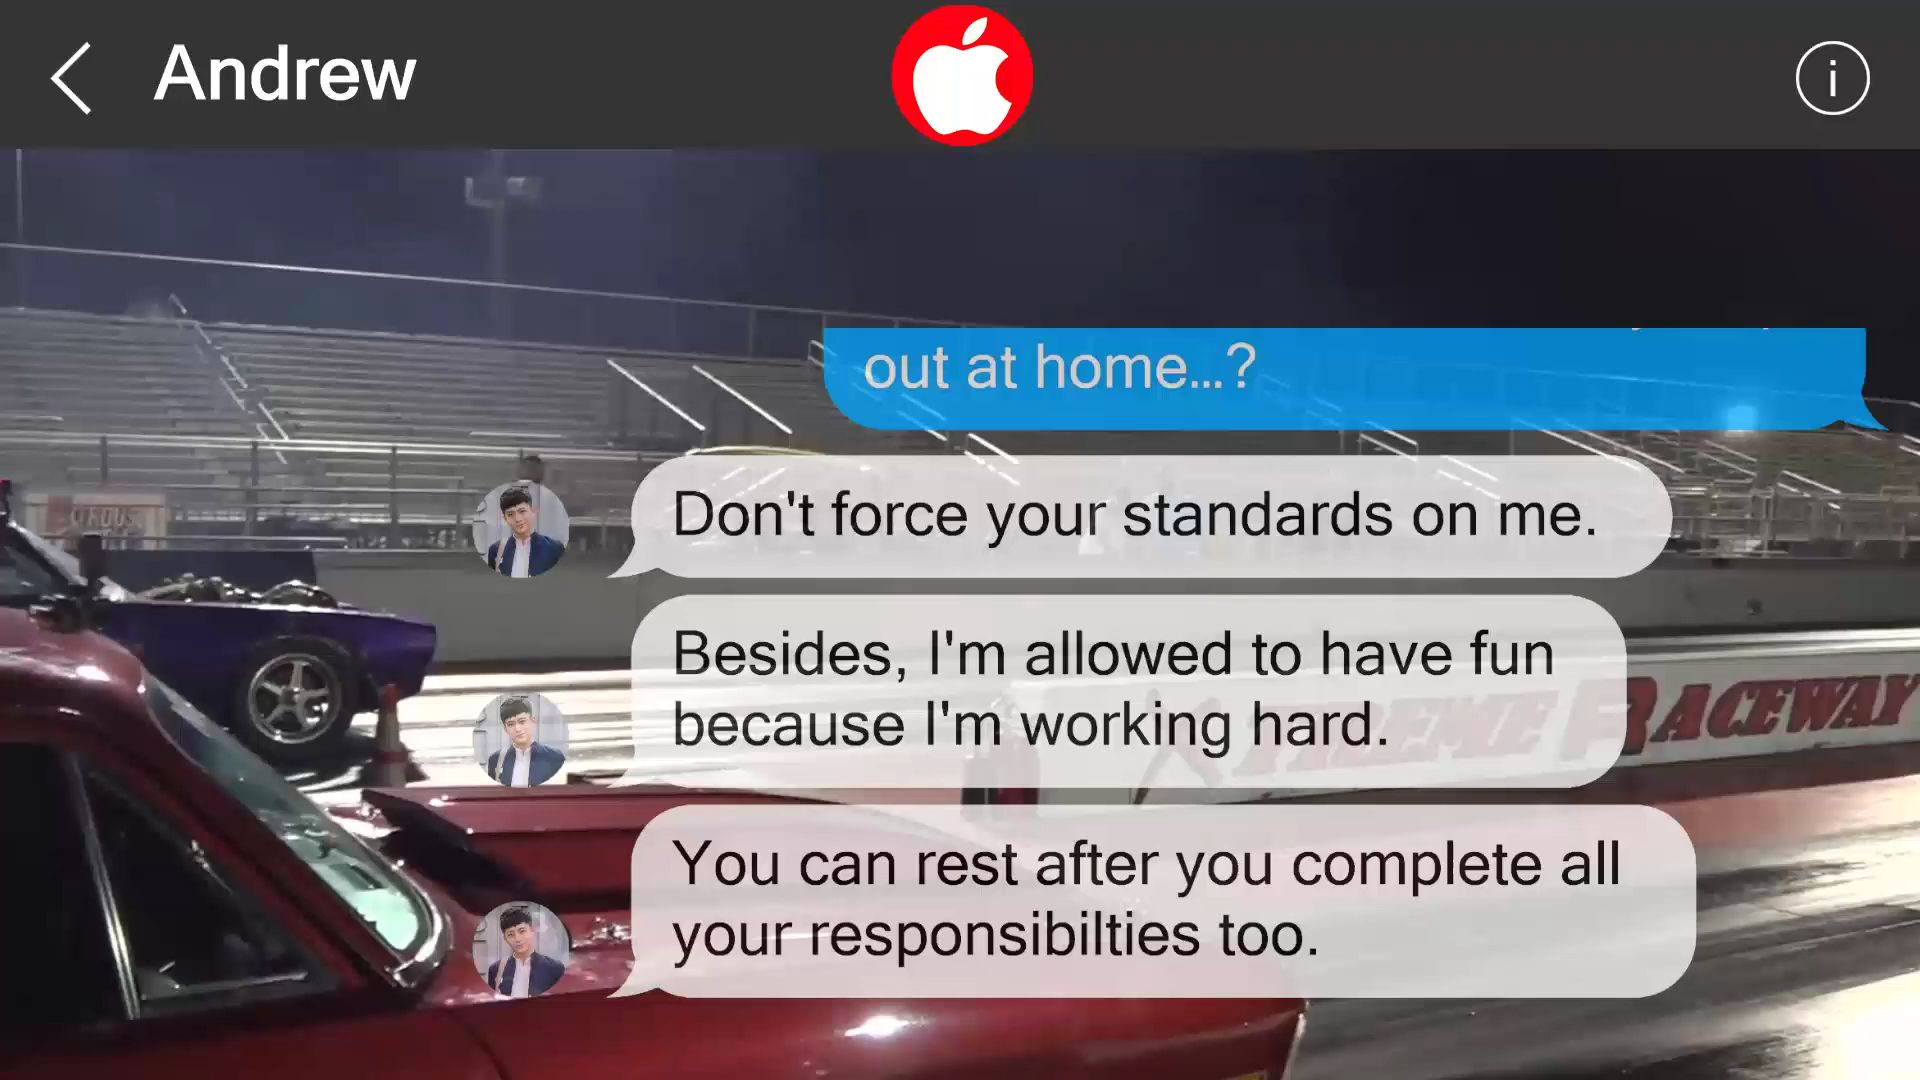 Andrew
out at home...?
Don't force your standards on me.
Besides, I'm allowed to have fun
because I'm working hard.
You can rest after you complete all
your responsibilties too.
TREME RACEWAY